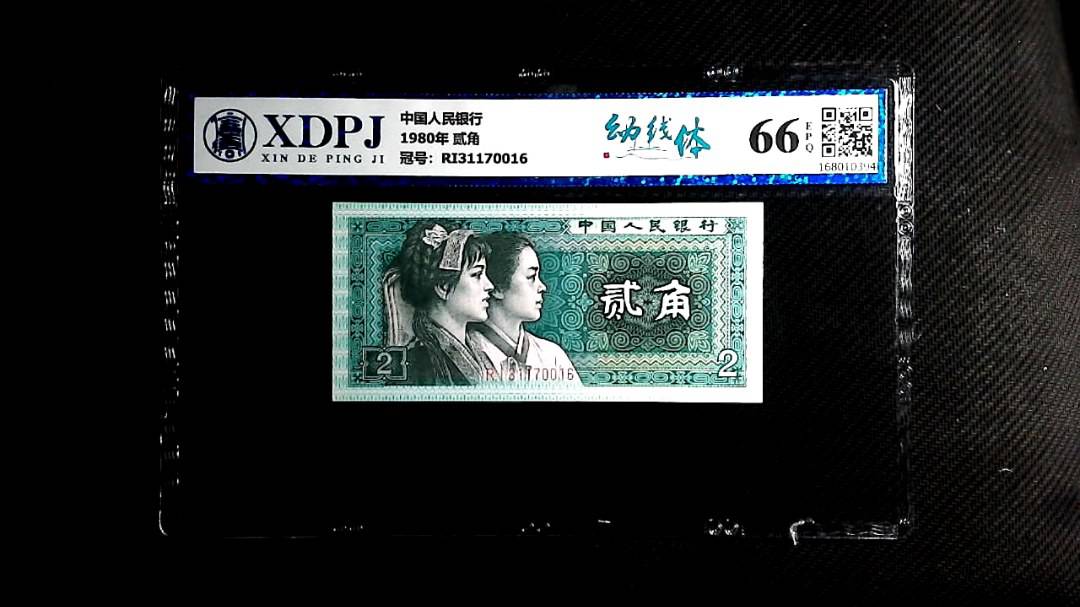 XDPJ
XIN DE PING JI
中国人民银行
1980年 贰角
冠号：RI31170016
幼线体
66
EPQ
168010394
中国人民银行
贰角
2
2
RI31170016